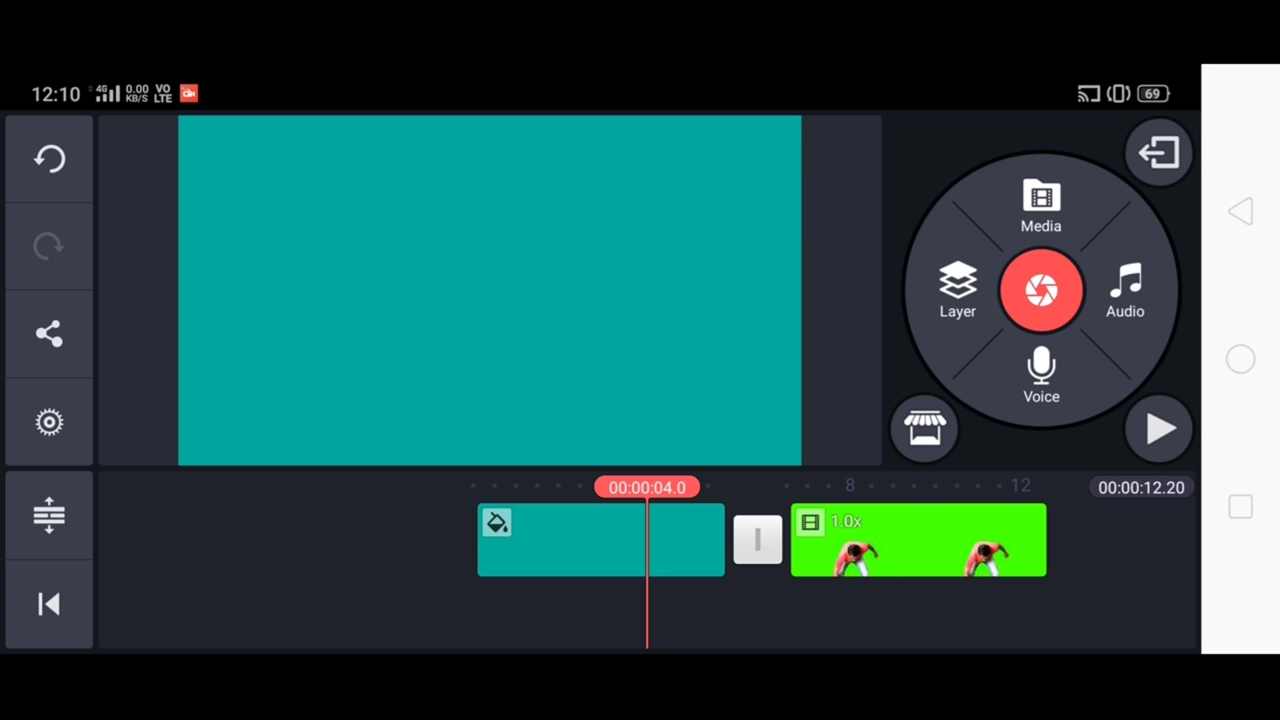 12:10 4G 0.00 KB/S VO LTE 69
Media
Layer
Audio
Voice
00:00:04.0 8 12 00:00:12.20
1.0x